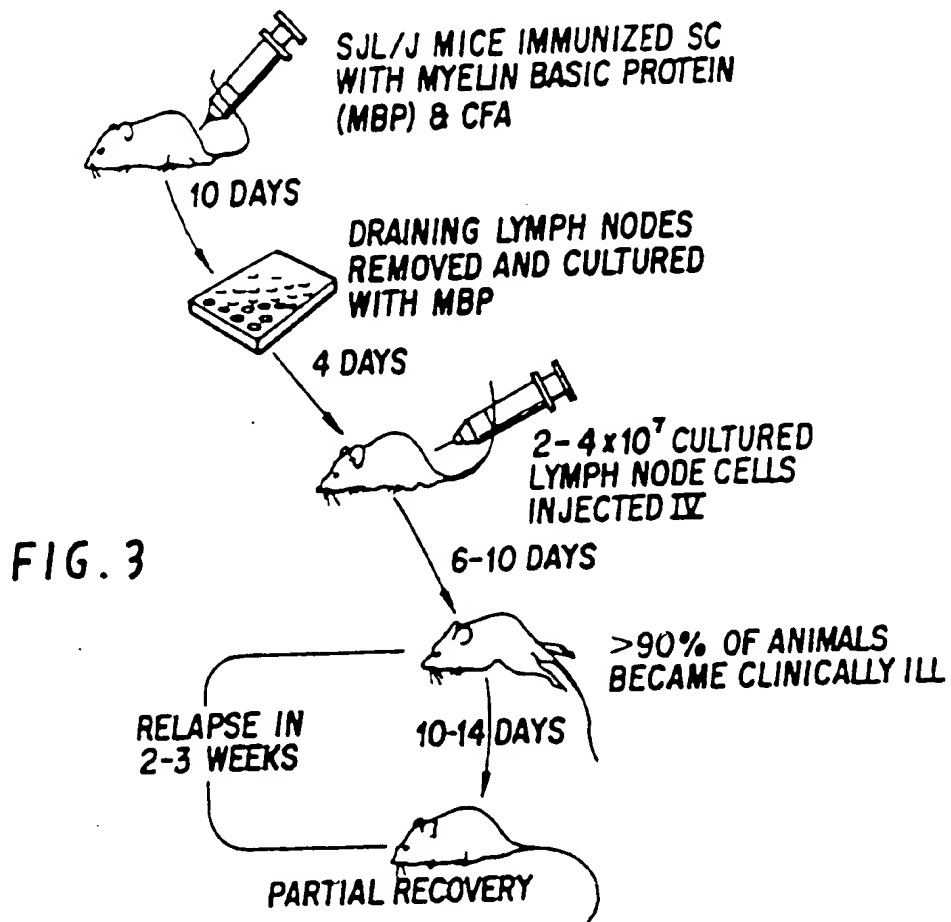 SJL/J MICE IMMUNIZED SC
WITH MYELIN BASIC PROTEIN
(MBP) & CFA
10 DAYS
DRAINING LYMPH NODES
REMOVED AND CULTURED
WITH MBP
4 DAYS
2-4x10⁷ CULTURED
LYMPH NODE CELLS
INJECTED IV
FIG. 3
6-10 DAYS
>90% OF ANIMALS
BECAME CLINICALLY ILL
RELAPSE IN
2-3 WEEKS
10-14 DAYS
PARTIAL RECOVERY